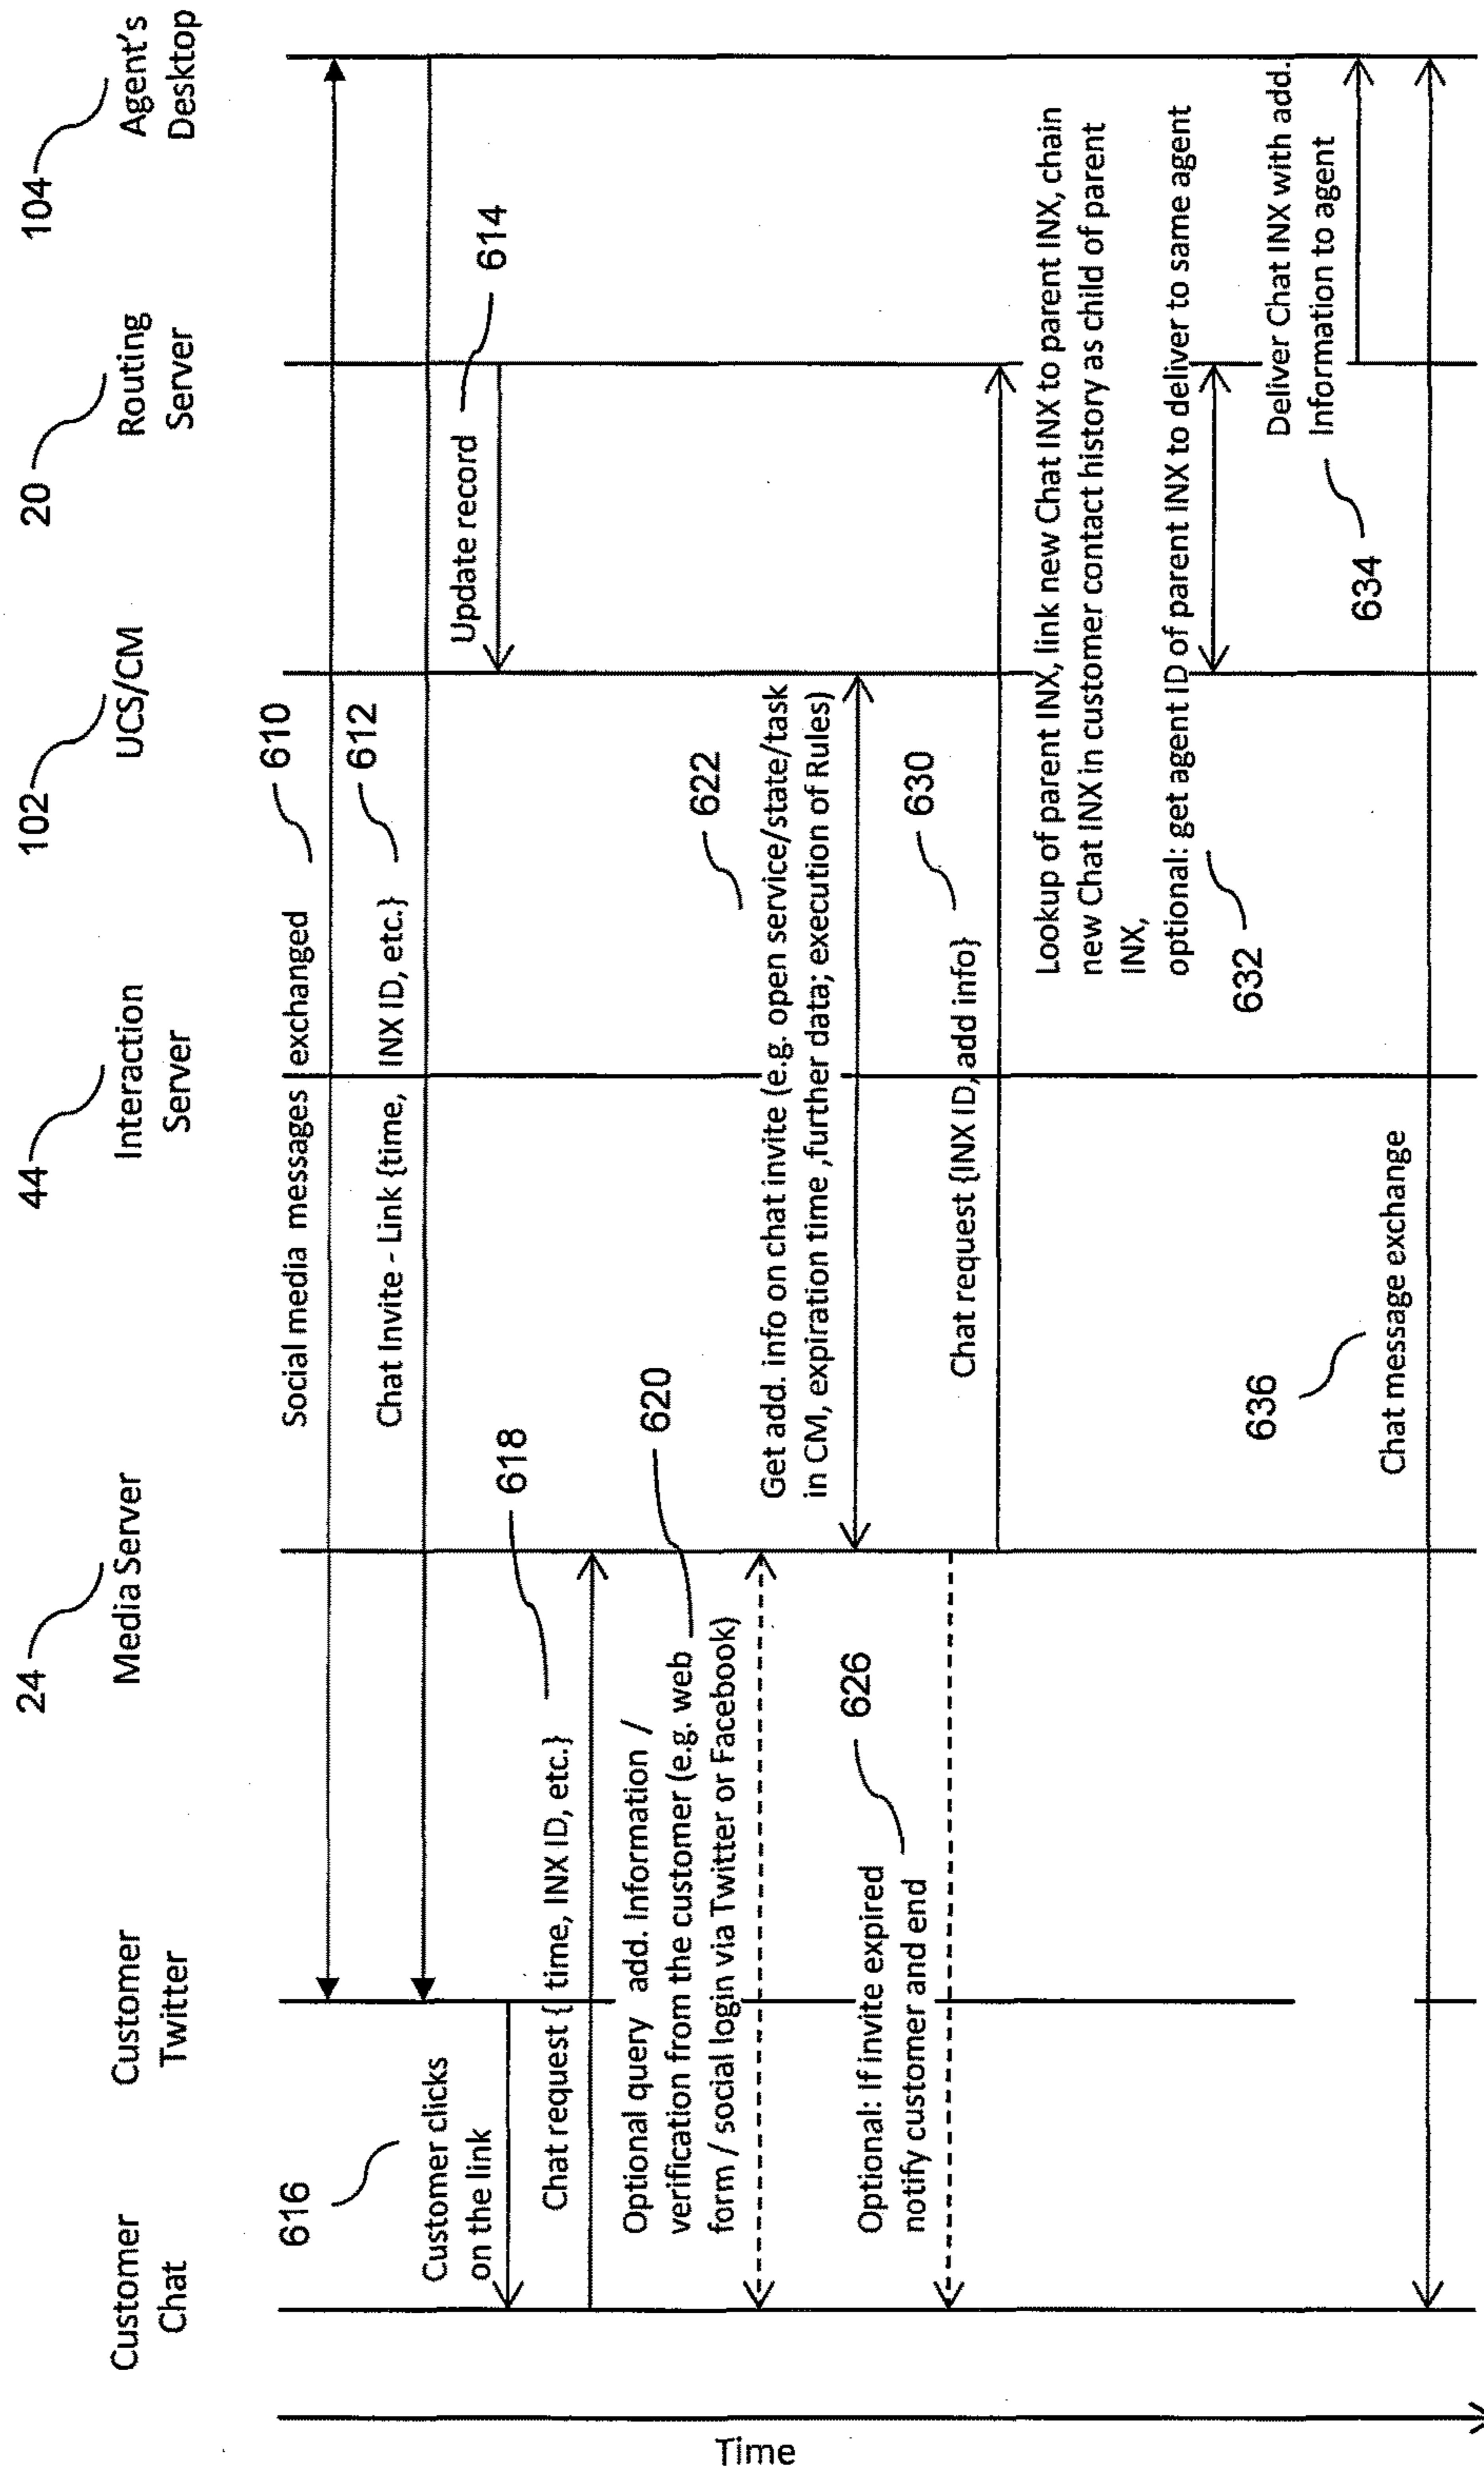 Customer
Chat
Customer
Twitter
24
Media Server
44
Interaction
Server
102
UCS/CM
20
Routing
Server
104
Agent's
Desktop
Time
Social media messages exchanged
610
Chat Invite - Link {time, INX ID, etc.}
612
Update record
614
616
Customer clicks
on the link
Chat request { time, INX ID, etc.}
618
Optional query add. Information /
verification from the customer (e.g. web
form / social login via Twitter or Facebook)
620
Get add. info on chat invite (e.g. open service/state/task
in CM, expiration time ,further data; execution of Rules)
622
Optional: If invite expired
notify customer and end
626
Chat request {INX ID, add info}
630
Lookup of parent INX, link new Chat INX to parent INX, chain
new Chat INX in customer contact history as child of parent
INX,
optional: get agent ID of parent INX to deliver to same agent
632
Deliver Chat INX with add.
Information to agent
634
636
Chat message exchange